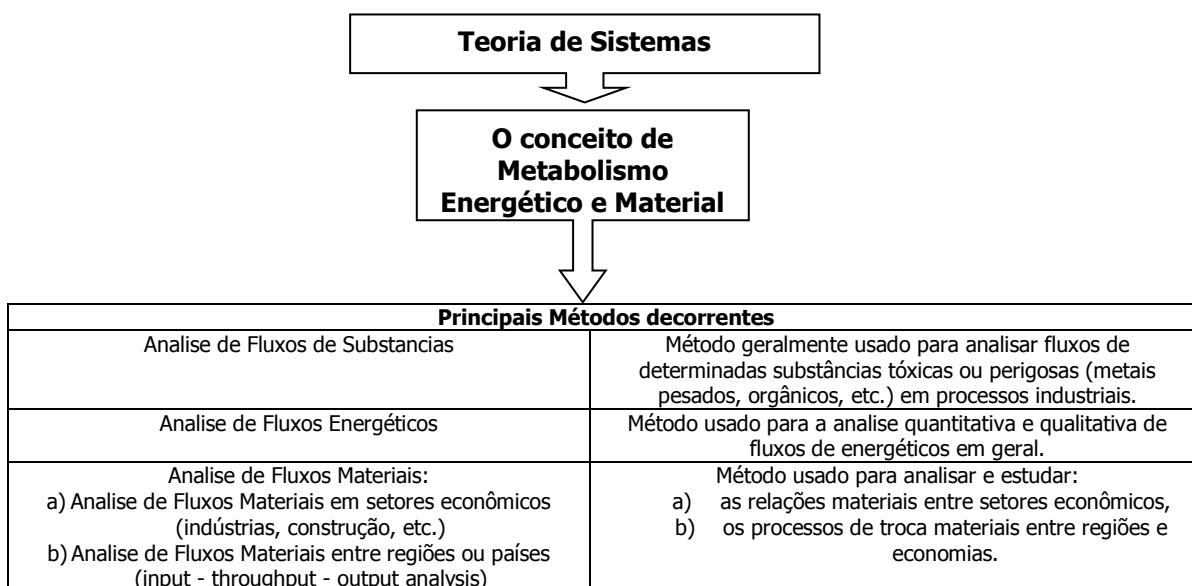 Teoria de Sistemas
O conceito de
Metabolismo
Energético e Material
Principais Métodos decorrentes
Analise de Fluxos de Substancias
Método geralmente usado para analisar fluxos de
determinadas substâncias tóxicas ou perigosas (metais
pesados, orgânicos, etc.) em processos industriais.
Analise de Fluxos Energéticos
Método usado para a analise quantitativa e qualitativa de
fluxos de energéticos em geral.
Analise de Fluxos Materiais:
a) Analise de Fluxos Materiais em setores econômicos
(indústrias, construção, etc.)
b) Analise de Fluxos Materiais entre regiões ou países
(input - throughput - output analysis)
Método usado para analisar e estudar:
a) as relações materiais entre setores econômicos,
b) os processos de troca materiais entre regiões e
economias.